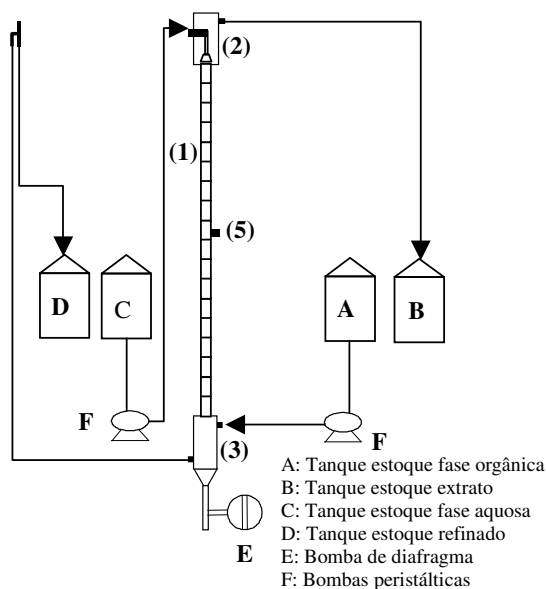 (2)
(1)
(5)
D
C
A
B
F
F
(3)
E
A: Tanque estoque fase orgânica
B: Tanque estoque extrato
C: Tanque estoque fase aquosa
D: Tanque estoque refinado
E: Bomba de diafragma
F: Bombas peristálticas